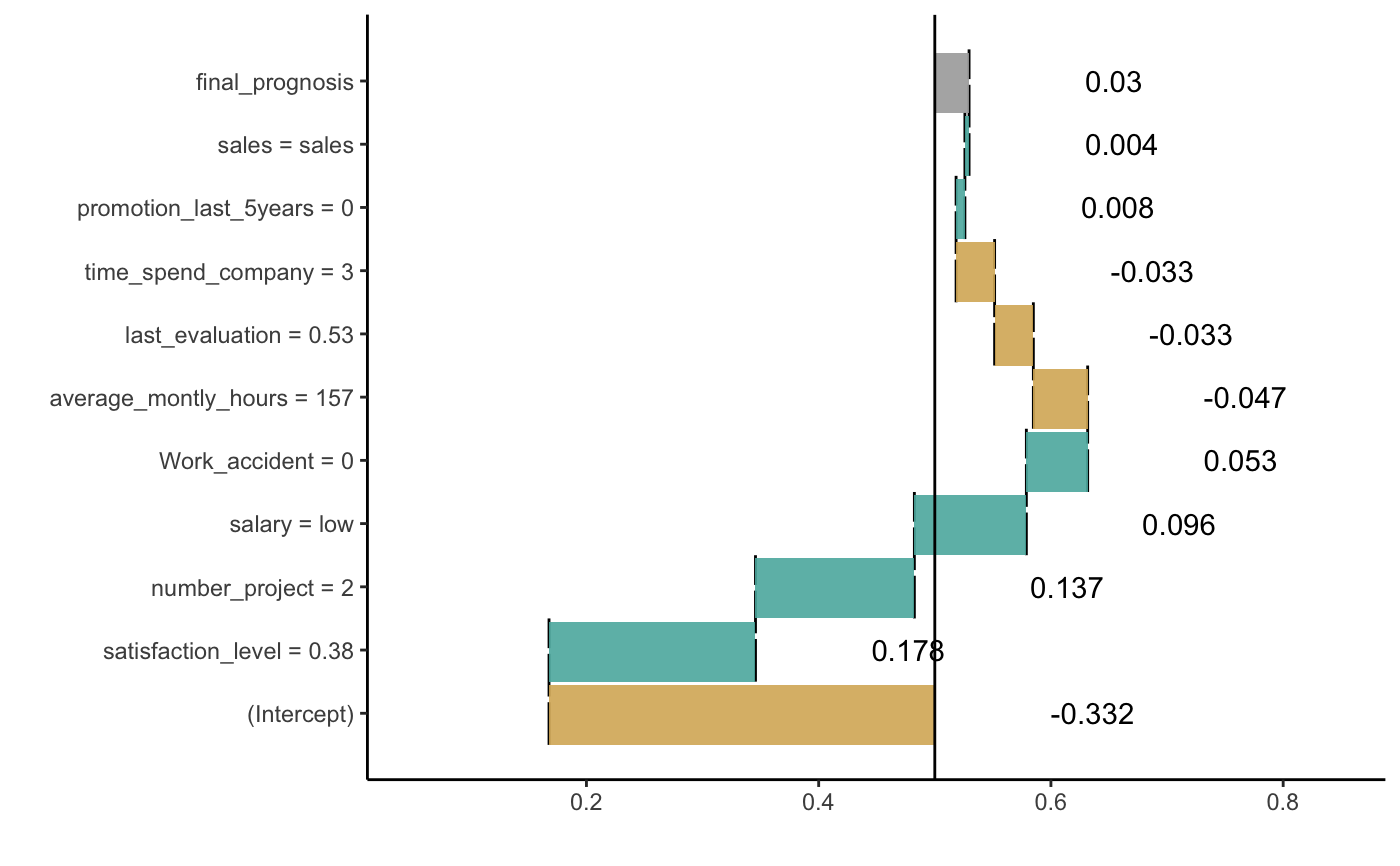 final_prognosis 0.03
sales = sales 0.004
promotion_last_5years = 0 0.008
time_spend_company = 3 -0.033
last_evaluation = 0.53 -0.033
average_montly_hours = 157 -0.047
Work_accident = 0 0.053
salary = low 0.096
number_project = 2 0.137
satisfaction_level = 0.38 0.178
(Intercept) -0.332
0.2 0.4 0.6 0.8